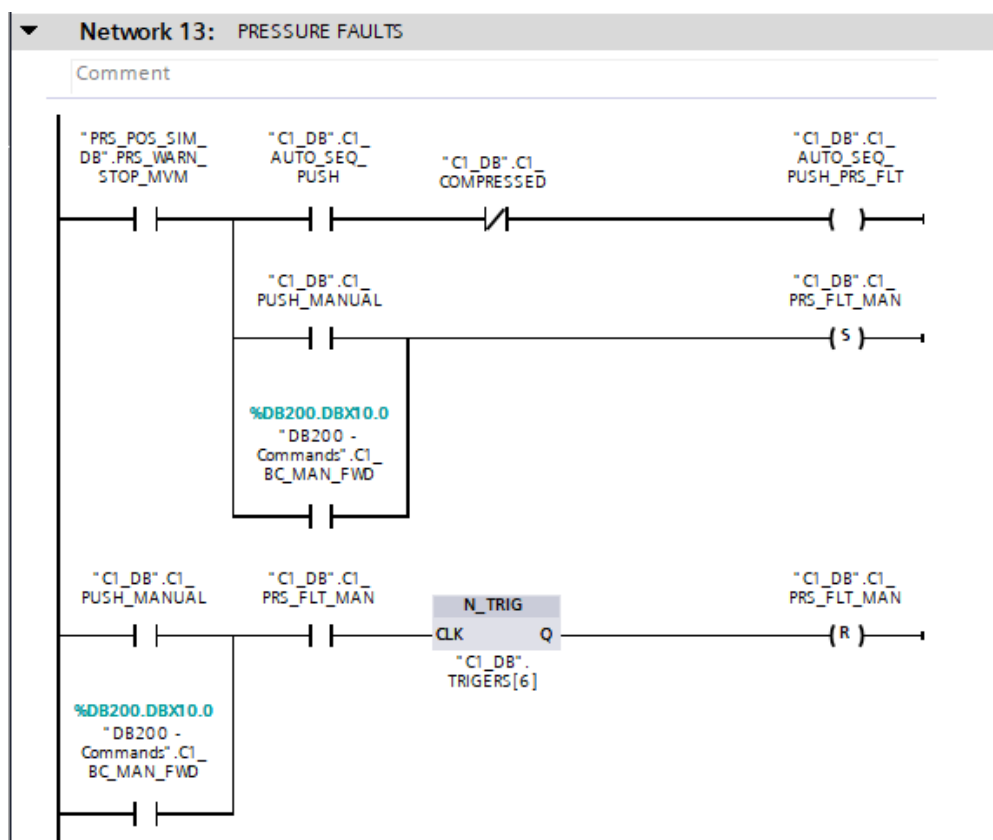 Network 13: PRESSURE FAULTS
Comment
"PRS_POS_SIM_
DB".PRS_WARN_
STOP_MVM
"C1_DB".C1_
AUTO_SEQ_
PUSH
"C1_DB".C1_
COMPRESSED
"C1_DB".C1_
AUTO_SEQ_
PUSH_PRS_FLT
"C1_DB".C1_
PUSH_MANUAL
"C1_DB".C1_
PRS_FLT_MAN
S
%DB200.DBX10.0
"DB200 -
Commands".C1_
BC_MAN_FWD
"C1_DB".C1_
PUSH_MANUAL
"C1_DB".C1_
PRS_FLT_MAN
N_TRIG
CLK Q
"C1_DB".
TRIGERS[6]
"C1_DB".C1_
PRS_FLT_MAN
R
%DB200.DBX10.0
"DB200 -
Commands".C1_
BC_MAN_FWD